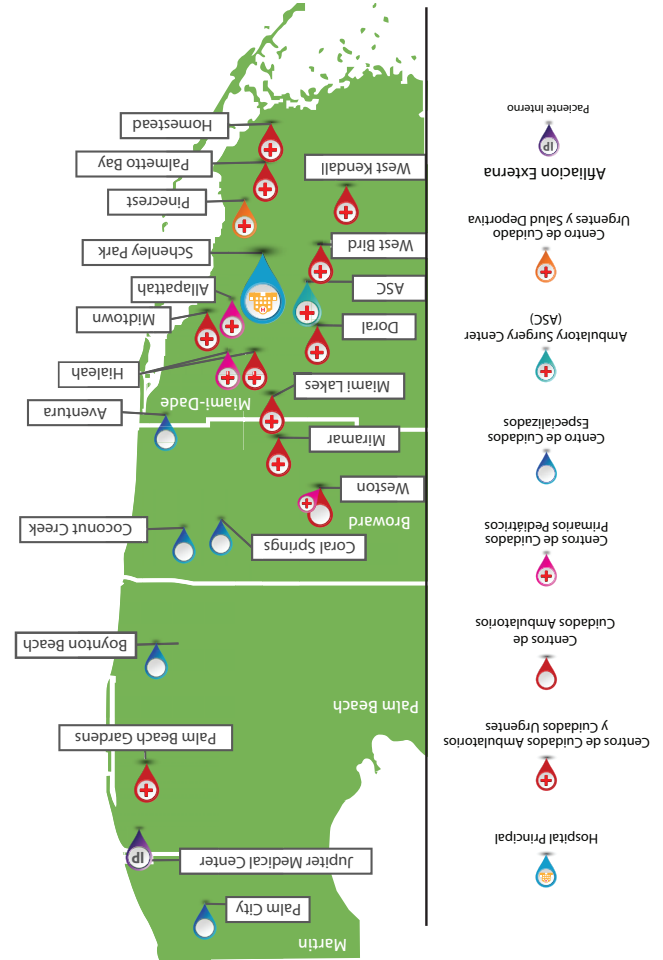 Hospital Principal
Centros de Cuidados Ambulatorios
y Cuidados Urgentes
Centros de
Cuidados Ambulatorios
Centros de Cuidados
Primarios Pediátricos
Centro de Cuidados
Especializados
Ambulatory Surgery Center
(ASC)
Centro de Cuidado
Urgentes y Salud Deportiva
Afiliacion Externa
IP
Paciente Interno
Martin
Palm City
Jupiter Medical Center
IP
Palm Beach Gardens
Palm Beach
Boynton Beach
Coral Springs
Coconut Creek
Broward
Weston
Miramar
Aventura
Miami-Dade
Miami Lakes
Hialeah
Doral
Midtown
H
Allapattah
ASC
Schenley Park
West Bird
Pinecrest
West Kendall
Palmetto Bay
Homestead